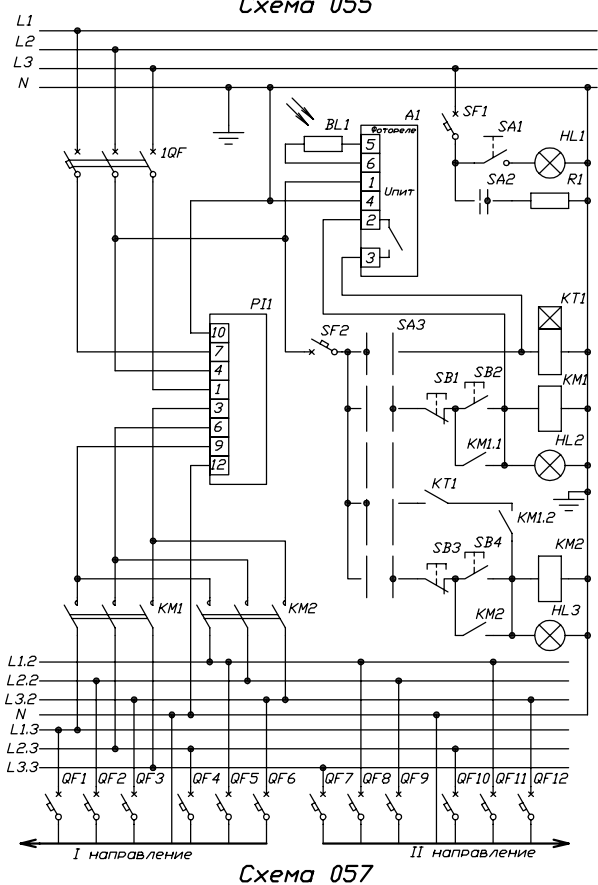 Схема 055
L1
L2
L3
N
1QF
BL1
A1
Фотореле
5
6
1
4
2
3
Uпит
SF1
SA1
HL1
SA2
R1
PI1
10
7
4
1
3
6
9
12
SF2
SA3
KT1
SB1
SB2
KM1
KM1.1
HL2
KT1
KM1.2
SB3
SB4
KM2
KM2
HL3
KM1
KM2
L1.2
L2.2
L3.2
N
L1.3
L2.3
L3.3
QF1
QF2
QF3
QF4
QF5
QF6
QF7
QF8
QF9
QF10
QF11
QF12
I направление
II направление
Схема 057